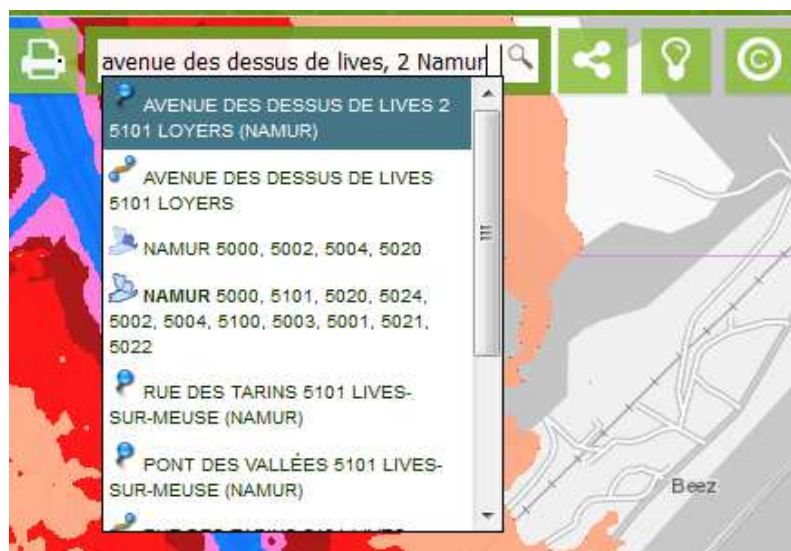 avenue des dessus de lives, 2 Namur
AVENUE DES DESSUS DE LIVES 2
5101 LOYERS (NAMUR)
AVENUE DES DESSUS DE LIVES
5101 LOYERS
NAMUR 5000, 5002, 5004, 5020
NAMUR 5000, 5101, 5020, 5024,
5002, 5004, 5100, 5003, 5001, 5021,
5022
RUE DES TARINS 5101 LIVES-
SUR-MEUSE (NAMUR)
PONT DES VALLÉES 5101 LIVES-
SUR-MEUSE (NAMUR)
Beez
©